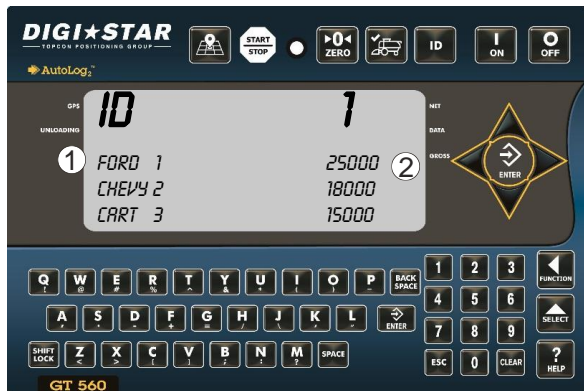 DIGI★STAR
TOPCON POSITIONING GROUP
AutoLog2™
START
STOP
0
ZERO
ID
I
ON
O
OFF
GPS
UNLOADING
ID 1
NET
DATA
GROSS
1 FORD 1 25000 2
CHEVY 2 18000
CART 3 15000
ENTER
Q W E R T Y U I O P BACK SPACE
! @ # % ^ & * ( ) _
A S D F G H J K L ENTER
SHIFT LOCK Z X C V B N M SPACE
< > [ ] ; : ?
1 2 3 FUNCTION
4 5 6 SELECT
7 8 9
ESC 0 CLEAR ? HELP
GT 560